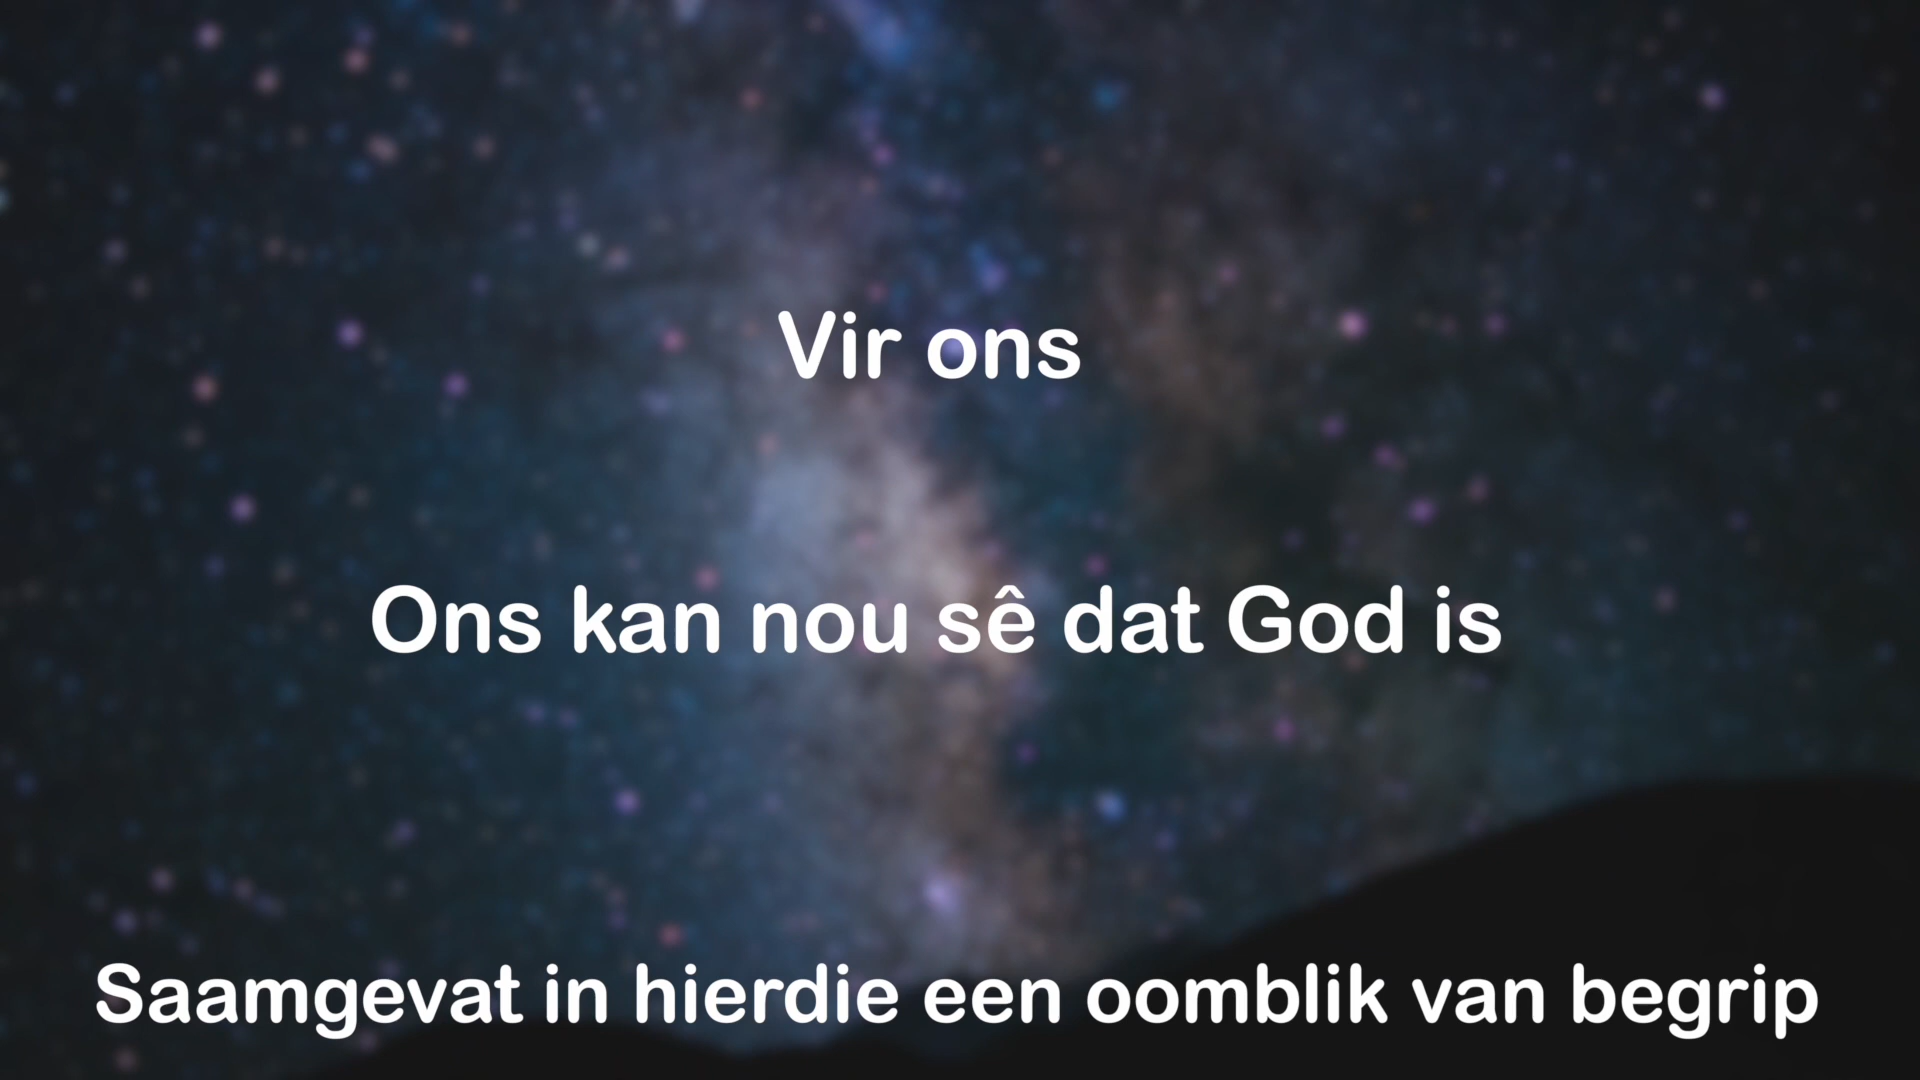 Vir ons
Ons kan nou sê dat God is
Saamgevat in hierdie een oomblik van begrip